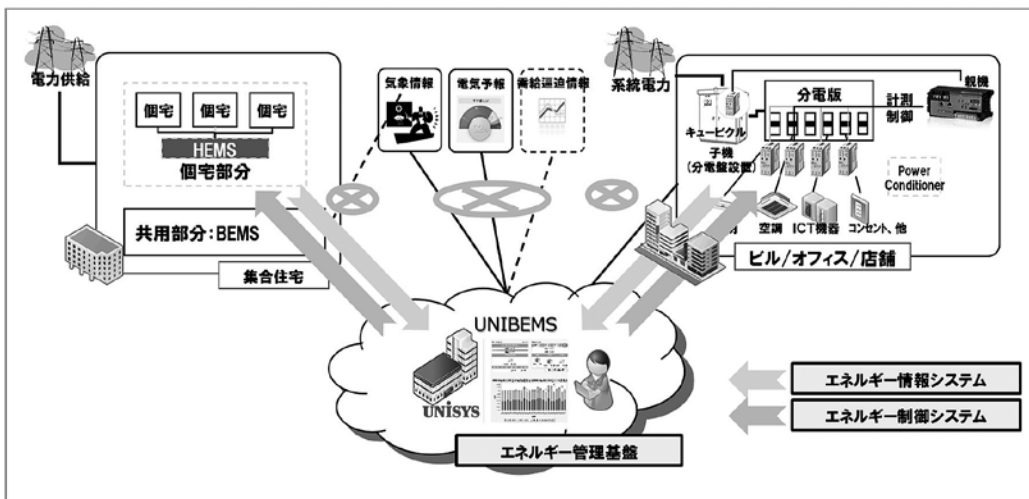 電力供給
個宅 個宅 個宅
HEMS
個宅部分
共用部分：BEMS
集合住宅
気象情報
電気予報
需給逼迫情報
系統電力
分電版
親機
計測
制御
キュービクル
子機
(分電盤設置)
Power
Conditioner
空調 ICT機器 コンセント、他
ビル/オフィス/店舗
UNIBEMS
UNISYS
エネルギー管理基盤
エネルギー情報システム
エネルギー制御システム